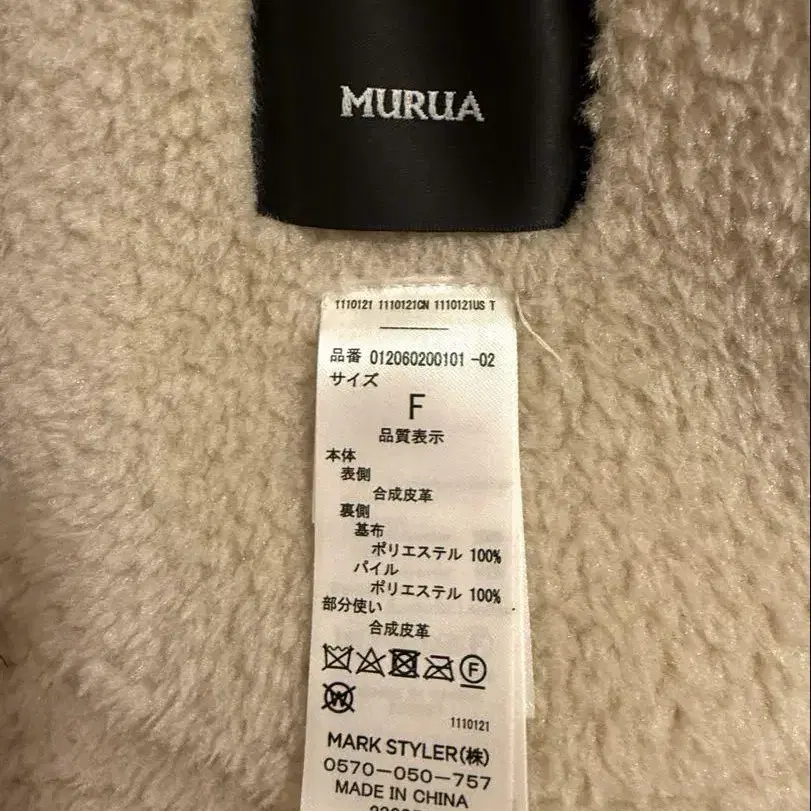 MURUA
1110121 1110121CN 1110121US T
品番 012060200101 -02
サイズ
F
品質表示
本体
表側
合成皮革
裏側
基布
ポリエステル 100%
パイル
ポリエステル 100%
部分使い
合成皮革
F
W
1110121
MARK STYLER(株)
0570-050-757
MADE IN CHINA